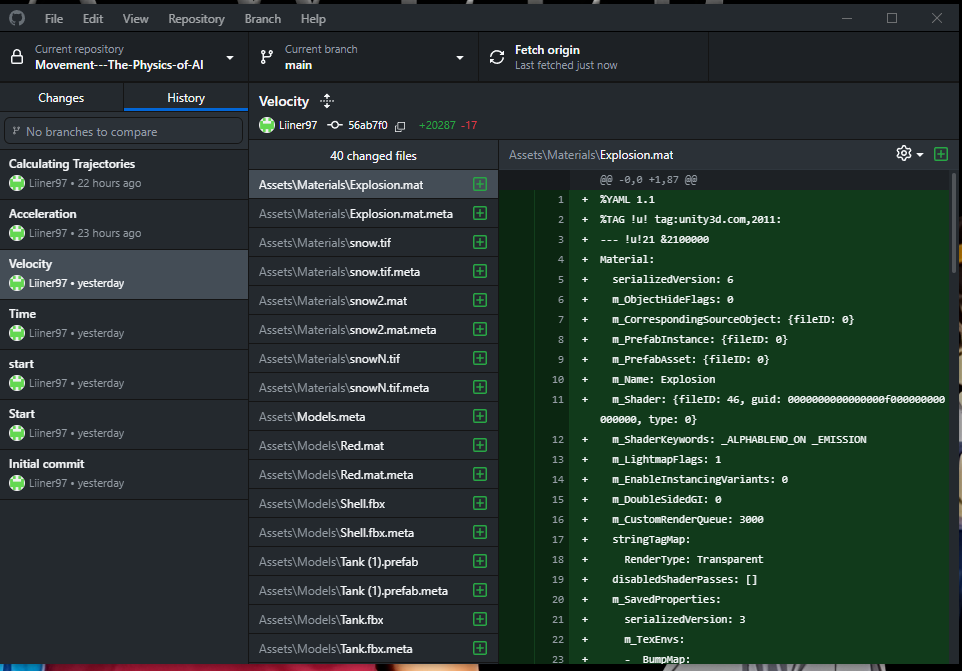 File Edit View Repository Branch Help
Current repository
Movement---The-Physics-of-AI
Current branch
main
Fetch origin
Last fetched just now
Changes
History
No branches to compare
Calculating Trajectories
Liiner97 • 22 hours ago
Acceleration
Liiner97 • 23 hours ago
Velocity
Liiner97 • yesterday
Time
Liiner97 • yesterday
start
Liiner97 • yesterday
Start
Liiner97 • yesterday
Initial commit
Liiner97 • yesterday
Velocity
Liiner97 56ab7f0 +20287 -17
40 changed files
Assets\Materials\Explosion.mat
Assets\Materials\Explosion.mat.meta
Assets\Materials\snow.tif
Assets\Materials\snow.tif.meta
Assets\Materials\snow2.mat
Assets\Materials\snow2.mat.meta
Assets\Materials\snowN.tif
Assets\Materials\snowN.tif.meta
Assets\Models.meta
Assets\Models\Red.mat
Assets\Models\Red.mat.meta
Assets\Models\Shell.fbx
Assets\Models\Shell.fbx.meta
Assets\Models\Tank (1).prefab
Assets\Models\Tank (1).prefab.meta
Assets\Models\Tank.fbx
Assets\Models\Tank.fbx.meta
Assets\Materials\Explosion.mat
@@ -0,0 +1,87 @@
1 + %YAML 1.1
2 + %TAG !u! tag:unity3d.com,2011:
3 + --- !u!21 &2100000
4 + Material:
5 + serializedVersion: 6
6 + m_ObjectHideFlags: 0
7 + m_CorrespondingSourceObject: {fileID: 0}
8 + m_PrefabInstance: {fileID: 0}
9 + m_PrefabAsset: {fileID: 0}
10 + m_Name: Explosion
11 + m_Shader: {fileID: 46, guid: 0000000000000000f000000000
000000, type: 0}
12 + m_ShaderKeywords: _ALPHABLEND_ON _EMISSION
13 + m_LightmapFlags: 1
14 + m_EnableInstancingVariants: 0
15 + m_DoubleSidedGI: 0
16 + m_CustomRenderQueue: 3000
17 + stringTagMap:
18 + RenderType: Transparent
19 + disabledShaderPasses: []
20 + m_SavedProperties:
21 + serializedVersion: 3
22 + m_TexEnvs:
23 + - _BumpMap: